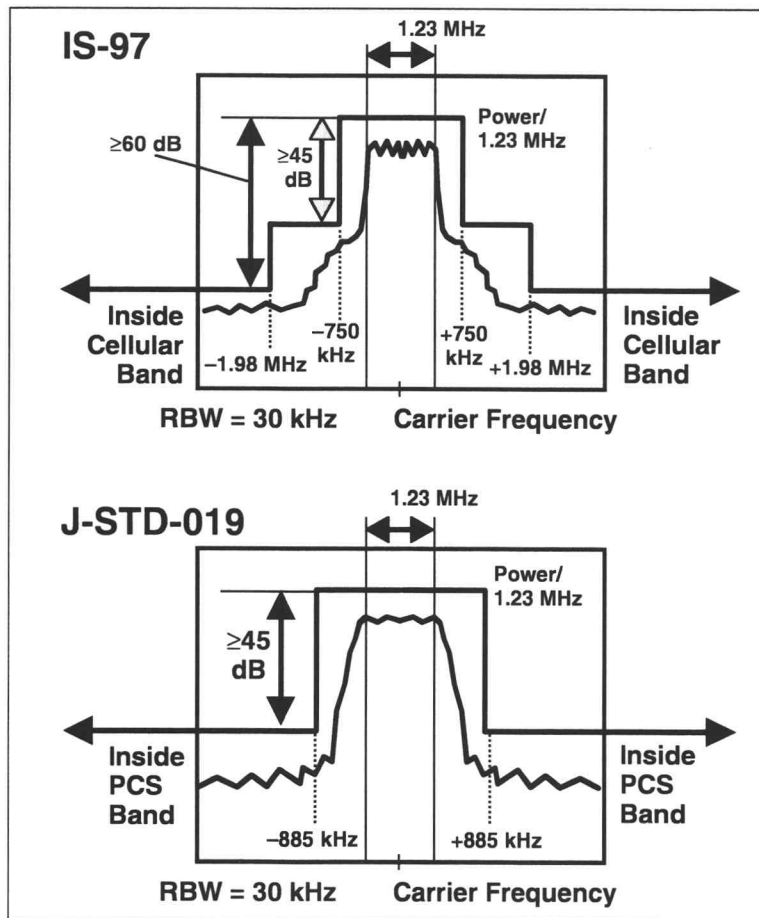 1.23 MHz
IS-97
Power/
1.23 MHz
≥60 dB
≥45
dB
Inside
Cellular
Band
–1.98 MHz
–750
kHz
+750
kHz
+1.98 MHz
Inside
Cellular
Band
RBW = 30 kHz
Carrier Frequency
1.23 MHz
J-STD-019
Power/
1.23 MHz
≥45
dB
Inside
PCS
Band
–885 kHz
+885 kHz
Inside
PCS
Band
RBW = 30 kHz
Carrier Frequency